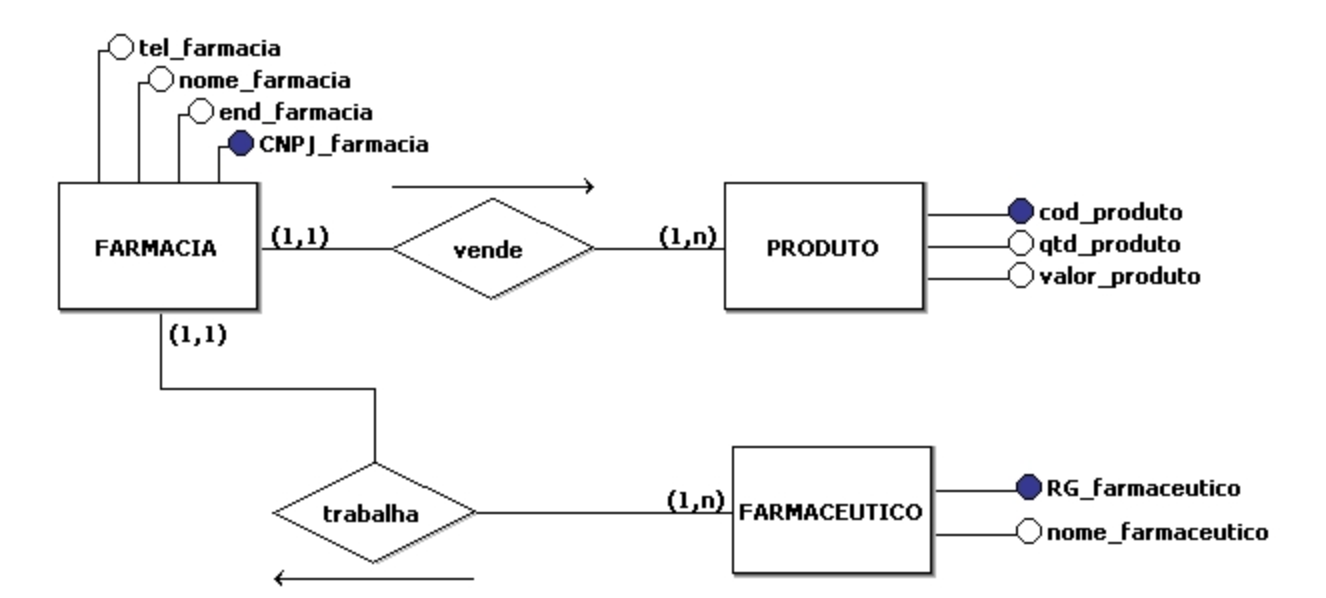 tel_farmacia
nome_farmacia
end_farmacia
CNPJ_farmacia
FARMACIA
(1,1)
vende
(1,n)
PRODUTO
cod_produto
qtd_produto
valor_produto
(1,1)
trabalha
(1,n)
FARMACEUTICO
RG_farmaceutico
nome_farmaceutico